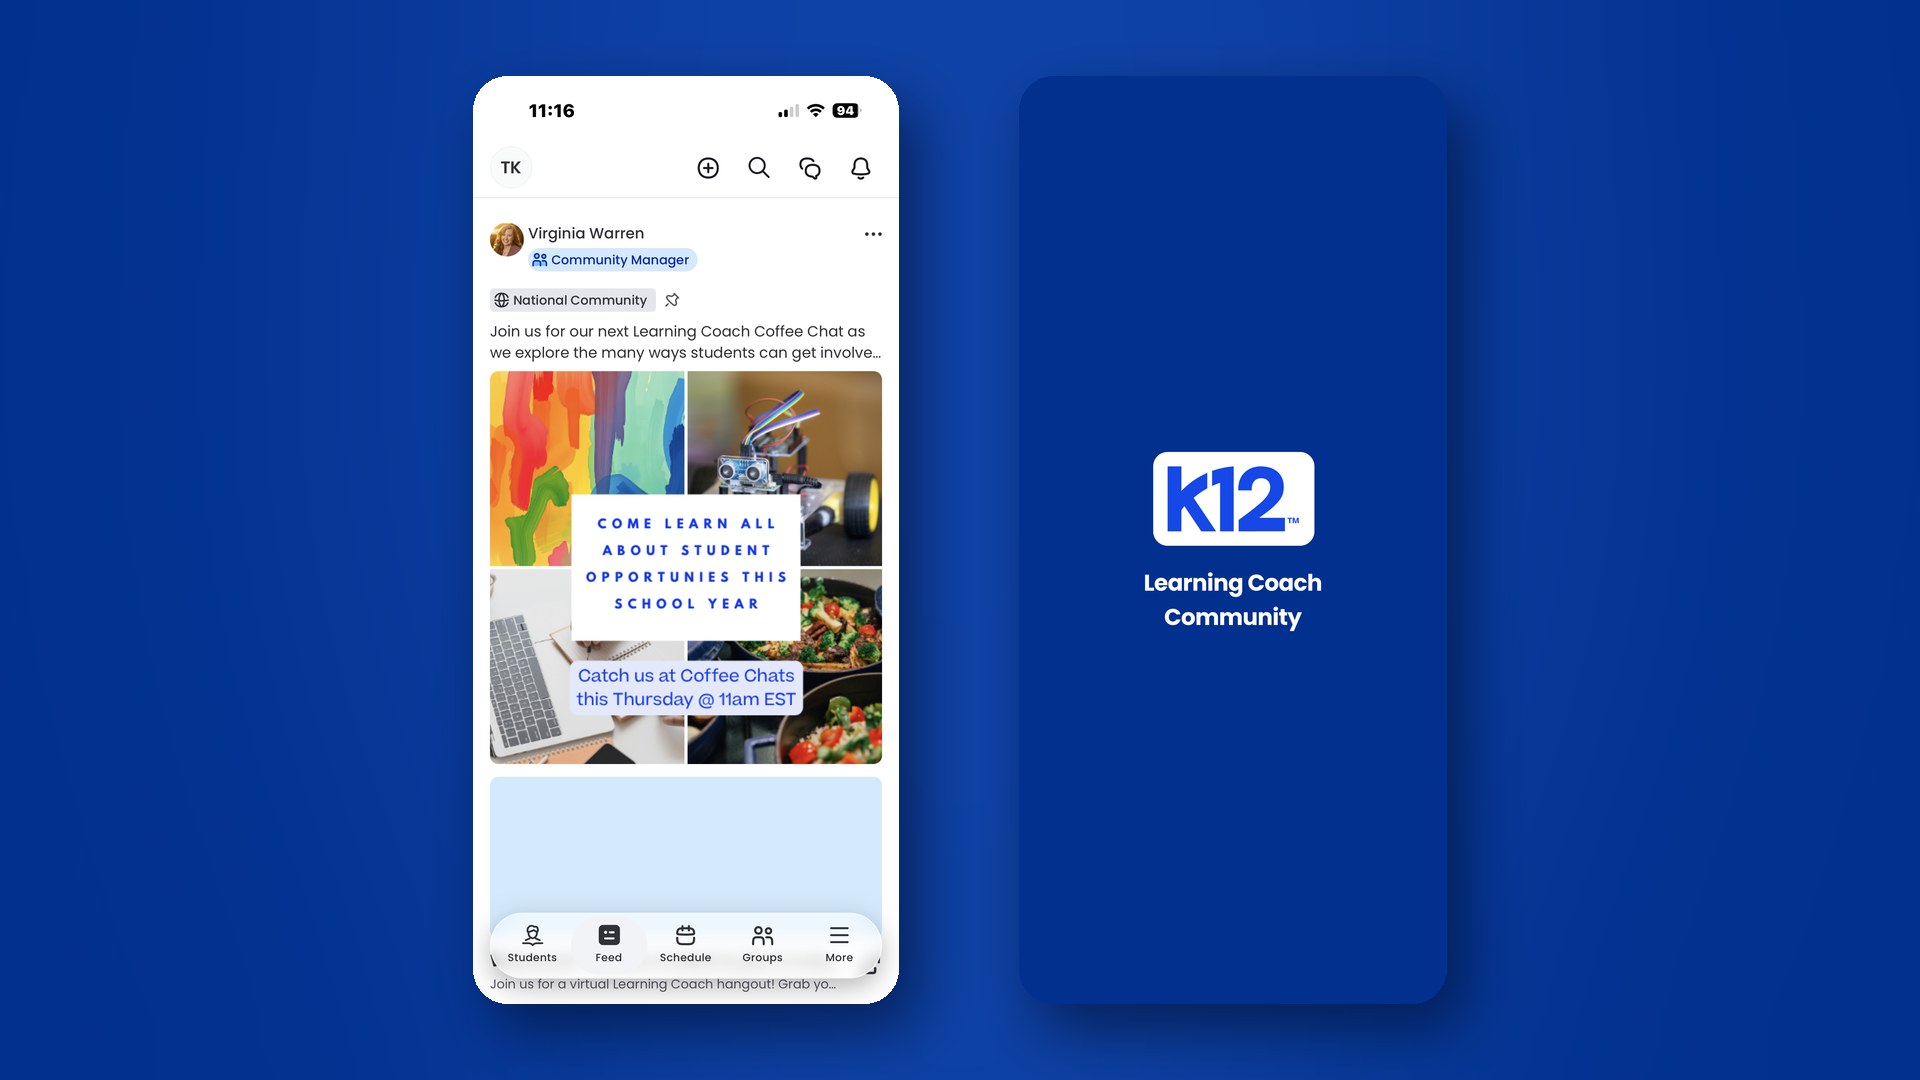 11:16
94
TK
Virginia Warren
Community Manager
National Community
Join us for our next Learning Coach Coffee Chat as
we explore the many ways students can get involve...
COME LEARN ALL
ABOUT STUDENT
OPPORTUNIES THIS
SCHOOL YEAR
Catch us at Coffee Chats
this Thursday @ 11am EST
Students
Feed
Schedule
Groups
More
Join us for a virtual Learning Coach hangout! Grab yo...
K12™
Learning Coach
Community